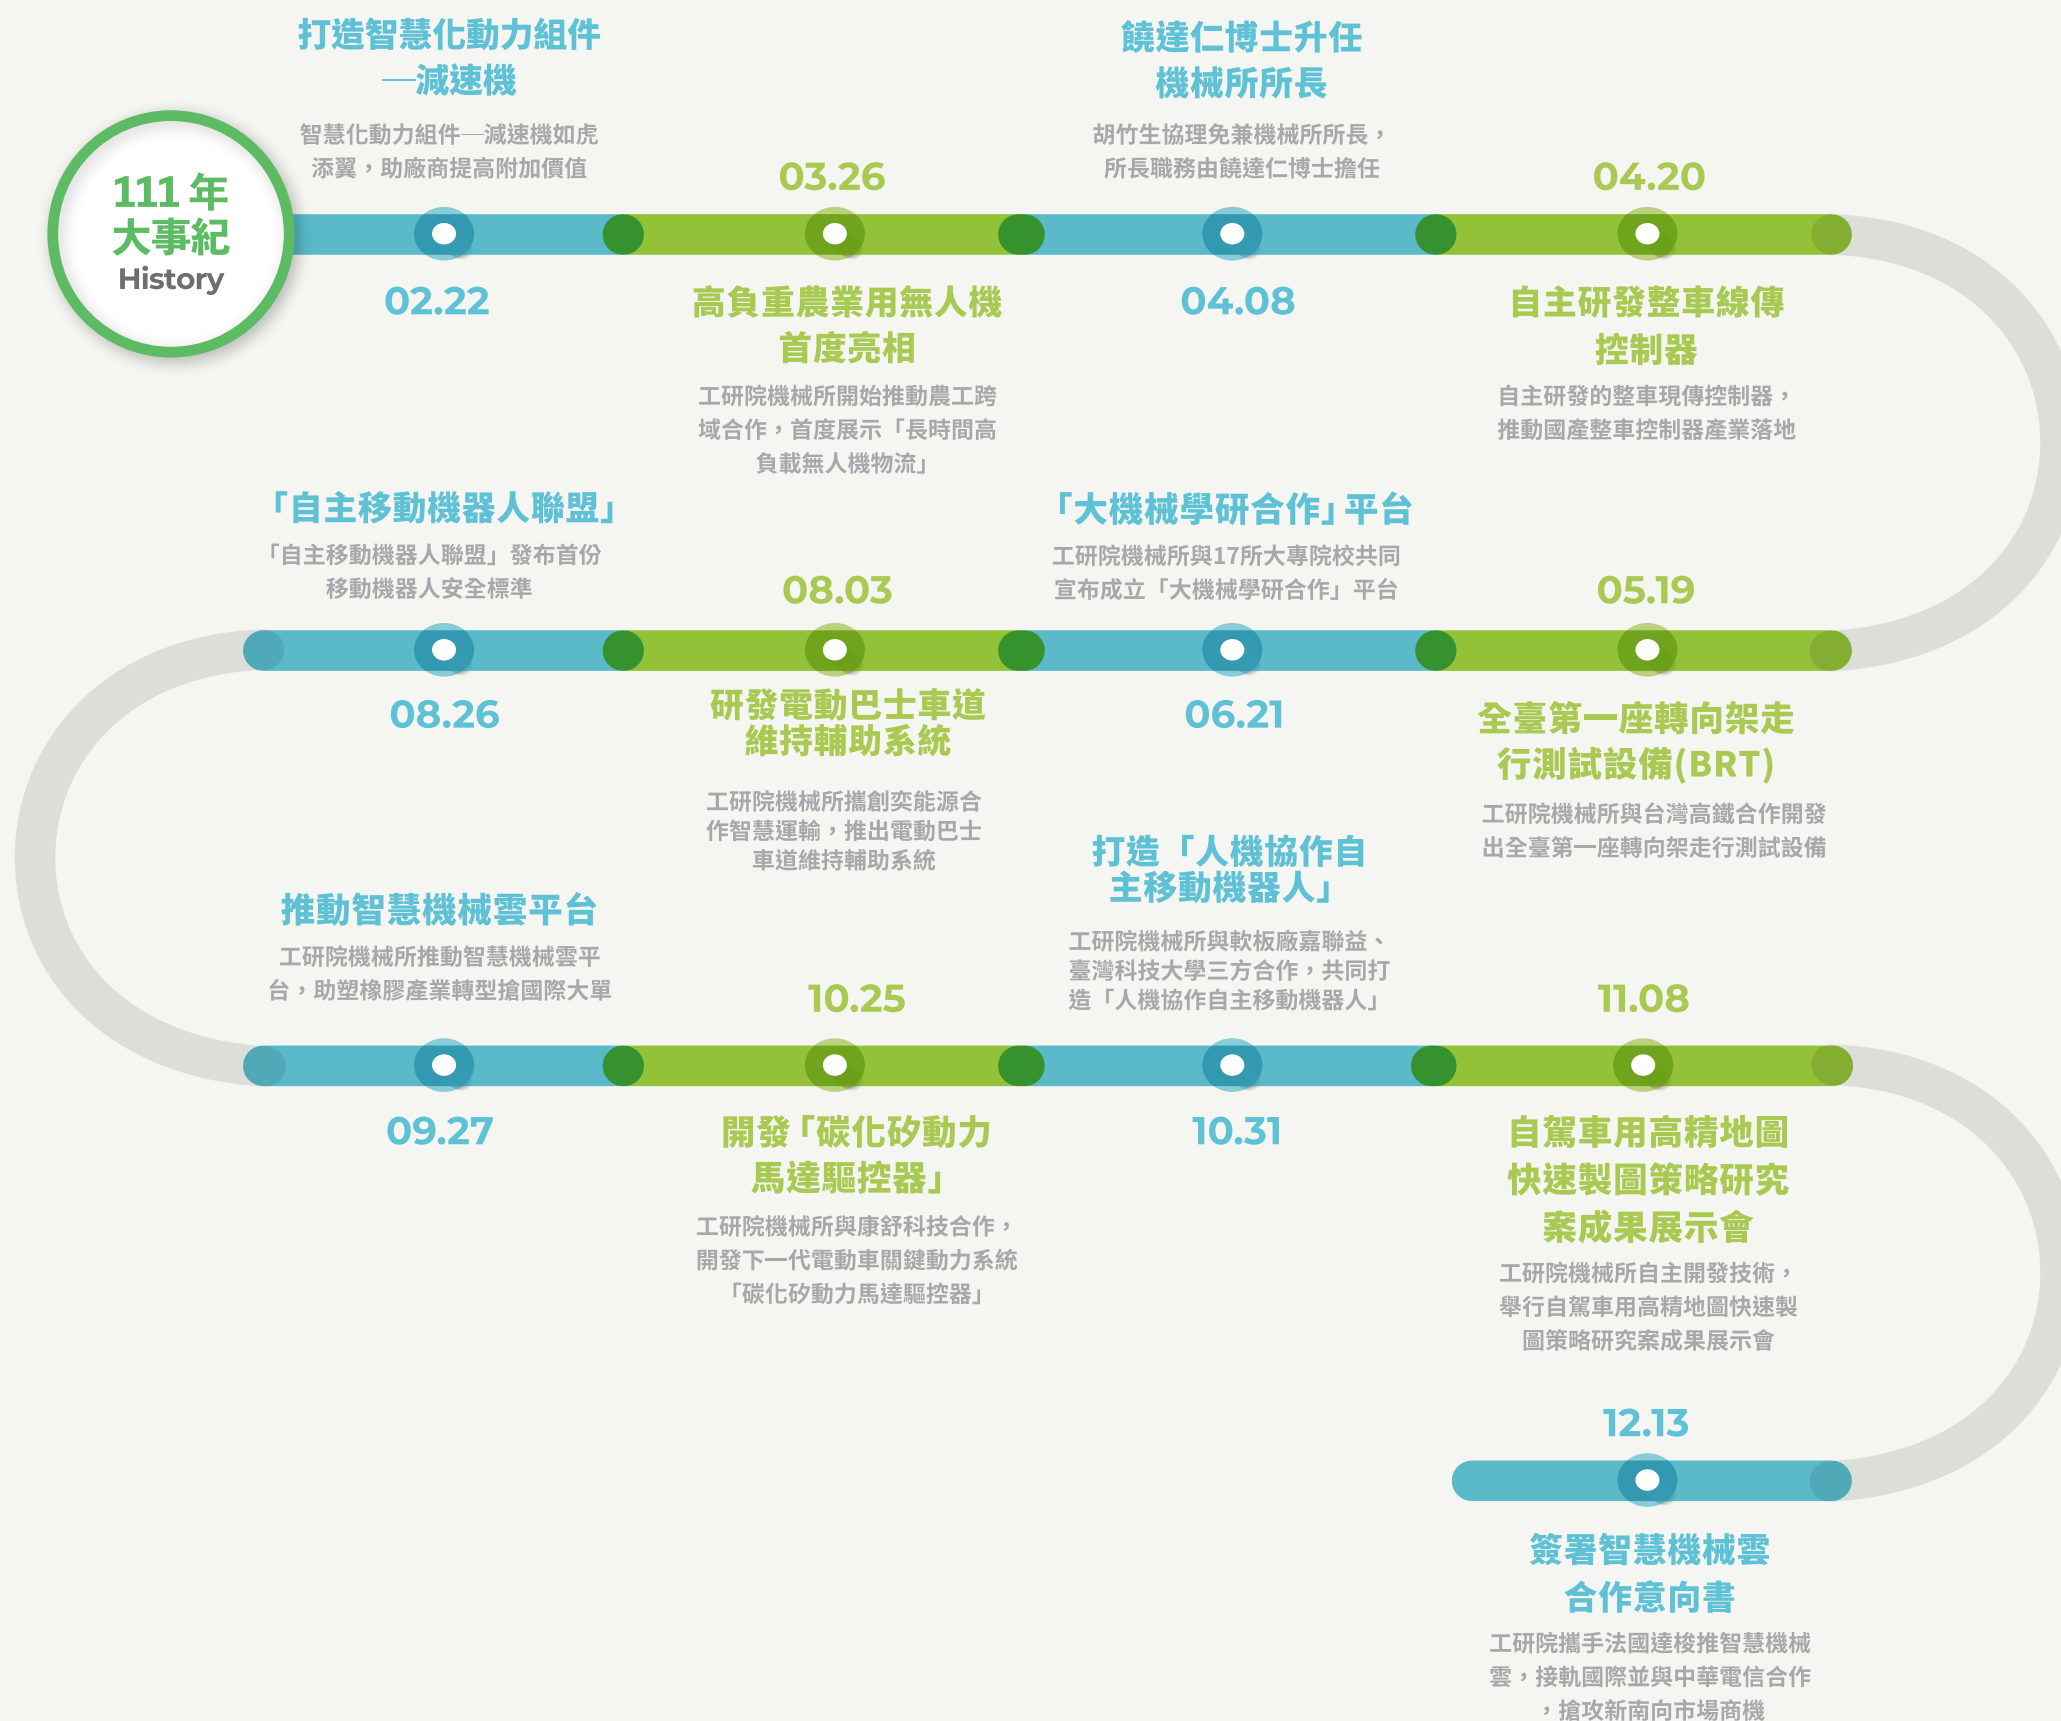 111 年
大事紀
History
打造智慧化動力組件
─減速機
智慧化動力組件─減速機如虎
添翼，助廠商提高附加價值
02.22
03.26
高負重農業用無人機
首度亮相
工研院機械所開始推動農工跨
域合作，首度展示「長時間高
負載無人機物流」
饒達仁博士升任
機械所所長
胡竹生協理免兼機械所所長，
所長職務由饒達仁博士擔任
04.08
04.20
自主研發整車線傳
控制器
自主研發的整車現傳控制器，
推動國產整車控制器產業落地
05.19
全臺第一座轉向架走
行測試設備(BRT)
工研院機械所與台灣高鐵合作開發
出全臺第一座轉向架走行測試設備
「大機械學研合作」平台
工研院機械所與17所大專院校共同
宣布成立「大機械學研合作」平台
06.21
08.03
研發電動巴士車道
維持輔助系統
工研院機械所攜創奕能源合
作智慧運輸，推出電動巴士
車道維持輔助系統
「自主移動機器人聯盟」
「自主移動機器人聯盟」發布首份
移動機器人安全標準
08.26
推動智慧機械雲平台
工研院機械所推動智慧機械雲平
台，助塑橡膠產業轉型搶國際大單
09.27
10.25
開發「碳化矽動力
馬達驅控器」
工研院機械所與康舒科技合作，
開發下一代電動車關鍵動力系統
「碳化矽動力馬達驅控器」
打造「人機協作自
主移動機器人」
工研院機械所與軟板廠嘉聯益、
臺灣科技大學三方合作，共同打
造「人機協作自主移動機器人」
10.31
11.08
自駕車用高精地圖
快速製圖策略研究
案成果展示會
工研院機械所自主開發技術，
舉行自駕車用高精地圖快速製
圖策略研究案成果展示會
12.13
簽署智慧機械雲
合作意向書
工研院攜手法國達梭推智慧機械
雲，接軌國際並與中華電信合作
，搶攻新南向市場商機